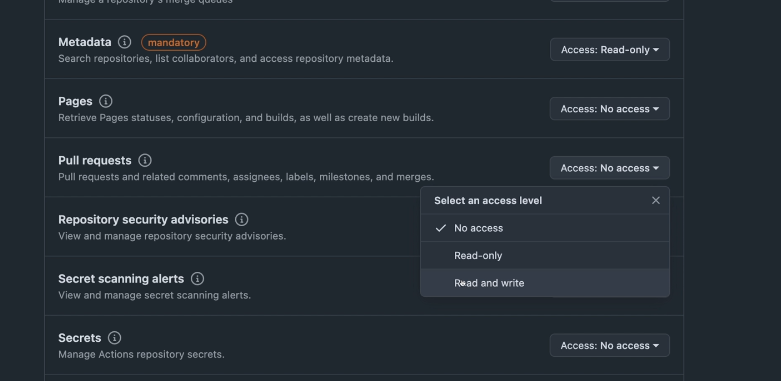 Manage a repository's merge queues
Metadata mandatory
Access: Read-only
Search repositories, list collaborators, and access repository metadata.
Pages
Access: No access
Retrieve Pages statuses, configuration, and builds, as well as create new builds.
Pull requests
Access: No access
Pull requests and related comments, assignees, labels, milestones, and merges.
Select an access level
No access
Read-only
Read and write
Repository security advisories
View and manage repository security advisories.
Secret scanning alerts
View and manage secret scanning alerts.
Secrets
Access: No access
Manage Actions repository secrets.